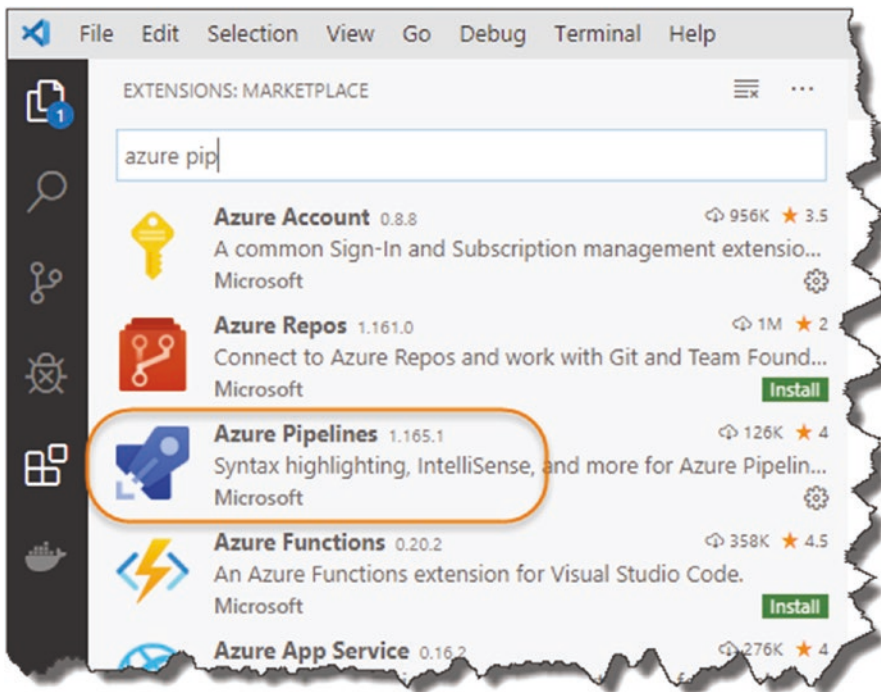 File Edit Selection View Go Debug Terminal Help
EXTENSIONS: MARKETPLACE
1
azure pip
Azure Account 0.8.8 956K ★ 3.5
A common Sign-In and Subscription management extensio...
Microsoft
Azure Repos 1.161.0 1M ★ 2
Connect to Azure Repos and work with Git and Team Found...
Microsoft Install
Azure Pipelines 1.165.1 126K ★ 4
Syntax highlighting, IntelliSense, and more for Azure Pipelin...
Microsoft
Azure Functions 0.20.2 358K ★ 4.5
An Azure Functions extension for Visual Studio Code.
Microsoft Install
Azure App Service 0.16.2 276K ★ 4